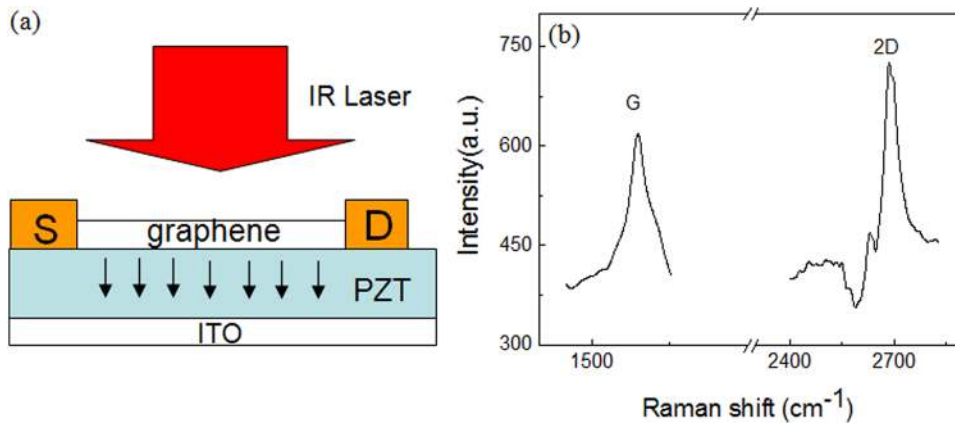 (a)
IR Laser
S
graphene
D
PZT
ITO
(b)
Intensity(a.u.)
750
600
450
300
G
2D
1500
2400
2700
Raman shift (cm⁻¹)